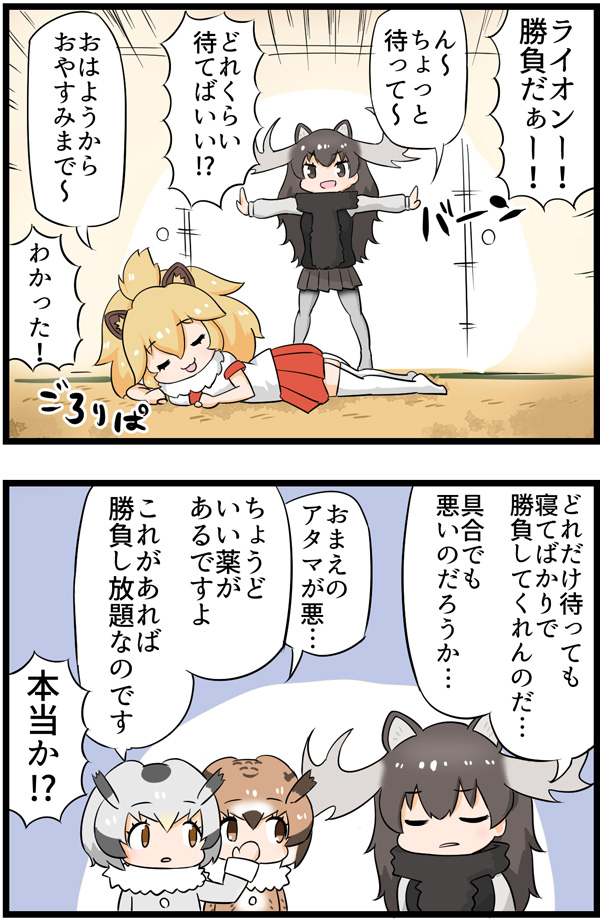 ライオンー！
勝負だぁー！
ん〜
ちょっと
待って〜
どれくらい
待てばいい!?
おはようから
おやすみまで〜
わかった！
バーン
ごろりぱ
どれだけ待っても
寝てばかりで
勝負してくれんのだ…
具合でも
悪いのだろうか…
おまえの
アタマが悪…
ちょうど
いい薬が
あるですよ
これがあれば
勝負し放題なのです
本当か!?